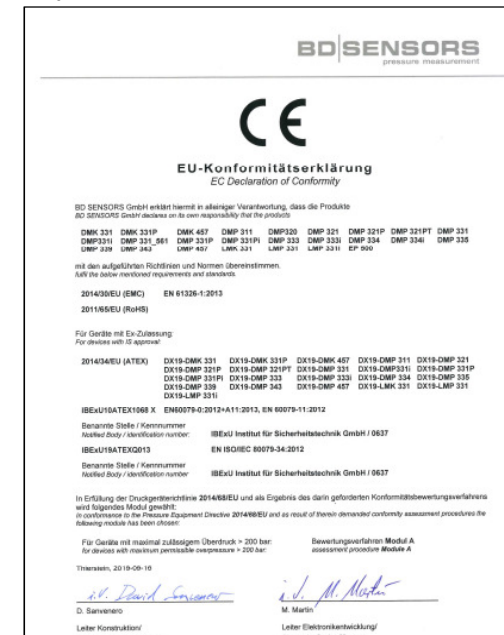 BD|SENSORS
pressure measurement
CE
EU-Konformitätserklärung
EC Declaration of Conformity
BD SENSORS GmbH erklärt hiermit in alleiniger Verantwortung, dass die Produkte
BD SENSORS GmbH declares on its own responsibility that the products
DMK 331 DMK 331P DMK 457 DMP 311 DMP320 DMP 321 DMP 321P DMP 321PT DMP 331
DMP331i DMP 331_561 DMP 331P DMP 331Pi DMP 333 DMP 333i DMP 334 DMP 334i DMP 335
DMP 339 DMP 343 DMP 457 LMK 331 LMP 331 LMP 331i EP 500
mit den aufgeführten Richtlinien und Normen übereinstimmen.
fulfil the below mentioned requirements and standards.
2014/30/EU (EMC) EN 61326-1:2013
2011/65/EU (RoHS)
Für Geräte mit Ex-Zulassung:
For devices with IS approval:
2014/34/EU (ATEX) DX19-DMK 331 DX19-DMK 331P DX19-DMK 457 DX19-DMP 311 DX19-DMP 321
DX19-DMP 321P DX19-DMP 321PT DX19-DMP 331 DX19-DMP331i DX19-DMP 331P
DX19-DMP 331Pi DX19-DMP 333 DX19-DMP 333i DX19-DMP 334 DX19-DMP 335
DX19-DMP 339 DX19-DMP 343 DX19-DMP 457 DX19-LMK 331 DX19-LMP 331
DX19-LMP 331i
IBExU10ATEX1068 X EN60079-0:2012+A11:2013, EN 60079-11:2012
Benannte Stelle / Kennnummer
Notified Body / identification number: IBExU Institut für Sicherheitstechnik GmbH / 0637
IBExU19ATEXQ013 EN ISO/IEC 80079-34:2012
Benannte Stelle / Kennnummer
Notified Body / identification number: IBExU Institut für Sicherheitstechnik GmbH / 0637
In Erfüllung der Druckgeräterichtlinie 2014/68/EU und als Ergebnis des darin geforderten Konformitätsbewertungsverfahrens
wird folgendes Modul gewählt:
In conformance to the Pressure Equipment Directive 2014/68/EU and as result of therein demanded conformity assessment procedures the
following module has been chosen:
Für Geräte mit maximal zulässigem Überdruck > 200 bar: Bewertungsverfahren Modul A
for devices with maximum permissible overpressure > 200 bar: assessment procedure Module A
Thierstein, 2019-09-16
i.V. David Sanvenero i.V. M. Martin
D. Sanvenero M. Martin
Leiter Konstruktion/ Leiter Elektronikentwicklung/